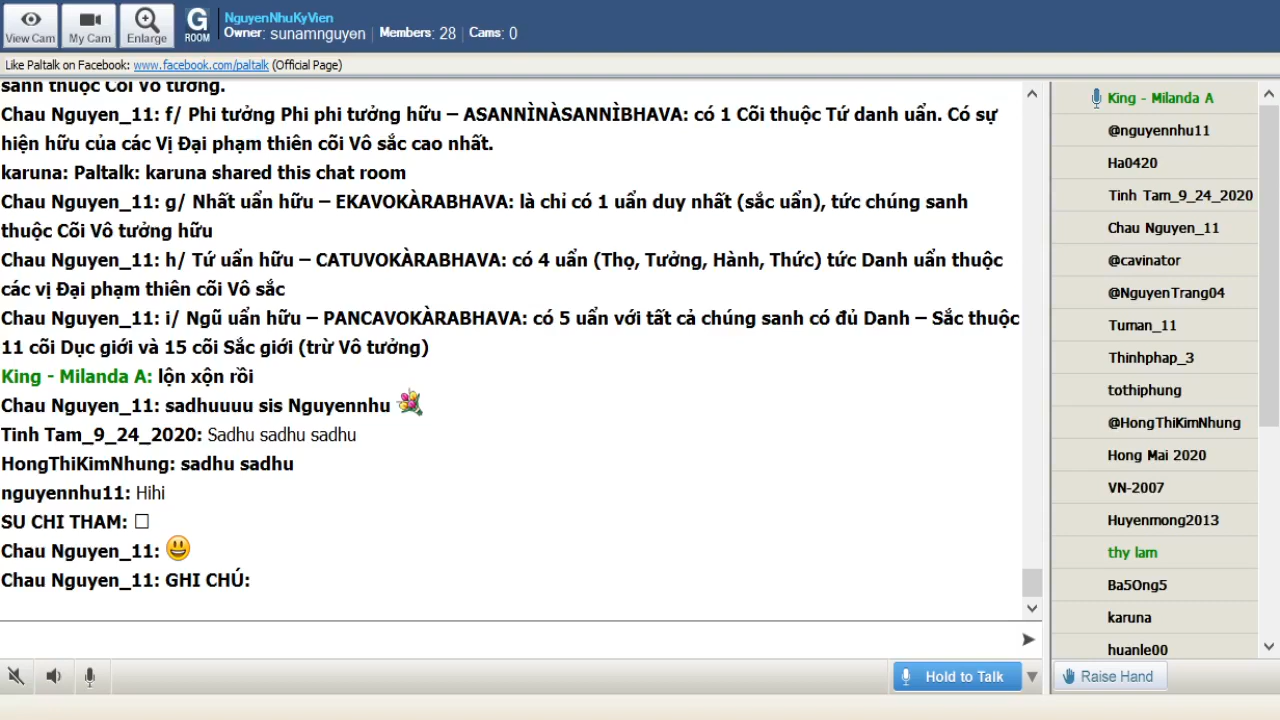 View Cam
My Cam
Enlarge
G
ROOM
NguyenNhuKyVien
Owner: sunamnguyen | Members: 28 | Cams: 0
Like Paltalk on Facebook: www.facebook.com/paltalk (Official Page)
sanh thuộc Cõi Vô tưởng.
Chau Nguyen_11: f/ Phi tưởng Phi phi tưởng hữu – ASANNÌNÀSANNÌBHAVA: có 1 Cõi thuộc Tứ danh uẩn. Có sự
hiện hữu của các Vị Đại phạm thiên cõi Vô sắc cao nhất.
karuna: Paltalk: karuna shared this chat room
Chau Nguyen_11: g/ Nhất uẩn hữu – EKAVOKÀRABHAVA: là chỉ có 1 uẩn duy nhất (sắc uẩn), tức chúng sanh
thuộc Cõi Vô tưởng hữu
Chau Nguyen_11: h/ Tứ uẩn hữu – CATUVOKÀRABHAVA: có 4 uẩn (Thọ, Tưởng, Hành, Thức) tức Danh uẩn thuộc
các vị Đại phạm thiên cõi Vô sắc
Chau Nguyen_11: i/ Ngũ uẩn hữu – PANCAVOKÀRABHAVA: có 5 uẩn với tất cả chúng sanh có đủ Danh – Sắc thuộc
11 cõi Dục giới và 15 cõi Sắc giới (trừ Vô tưởng)
King - Milanda A: lộn xộn rồi
Chau Nguyen_11: sadhuuuu sis Nguyennhu
Tinh Tam_9_24_2020: Sadhu sadhu sadhu
HongThiKimNhung: sadhu sadhu
nguyennhu11: Hihi
SU CHI THAM: □
Chau Nguyen_11:
Chau Nguyen_11: GHI CHÚ:
Hold to Talk
King - Milanda A
@nguyennhu11
Ha0420
Tinh Tam_9_24_2020
Chau Nguyen_11
@cavinator
@NguyenTrang04
Tuman_11
Thinhphap_3
tothiphung
@HongThiKimNhung
Hong Mai 2020
VN-2007
Huyenmong2013
thy lam
Ba5Ong5
karuna
huanle00
Raise Hand